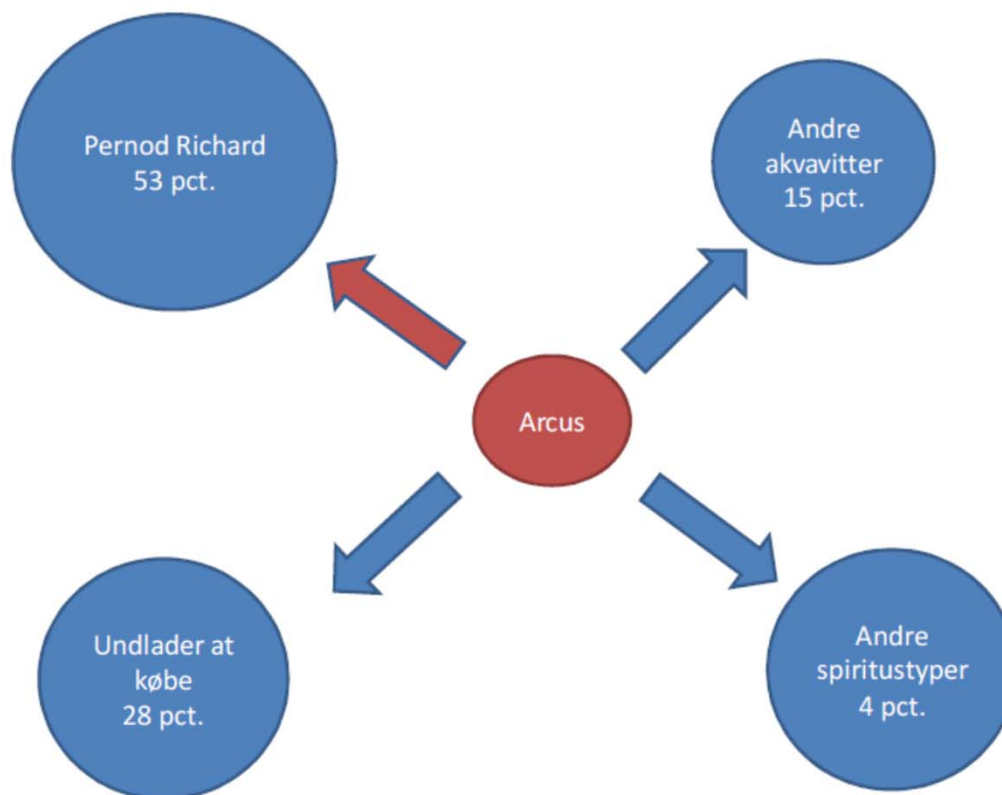 Pernod Richard
53 pct.
Andre
akvavitter
15 pct.
Arcus
Undlader at
købe
28 pct.
Andre
spiritustyper
4 pct.